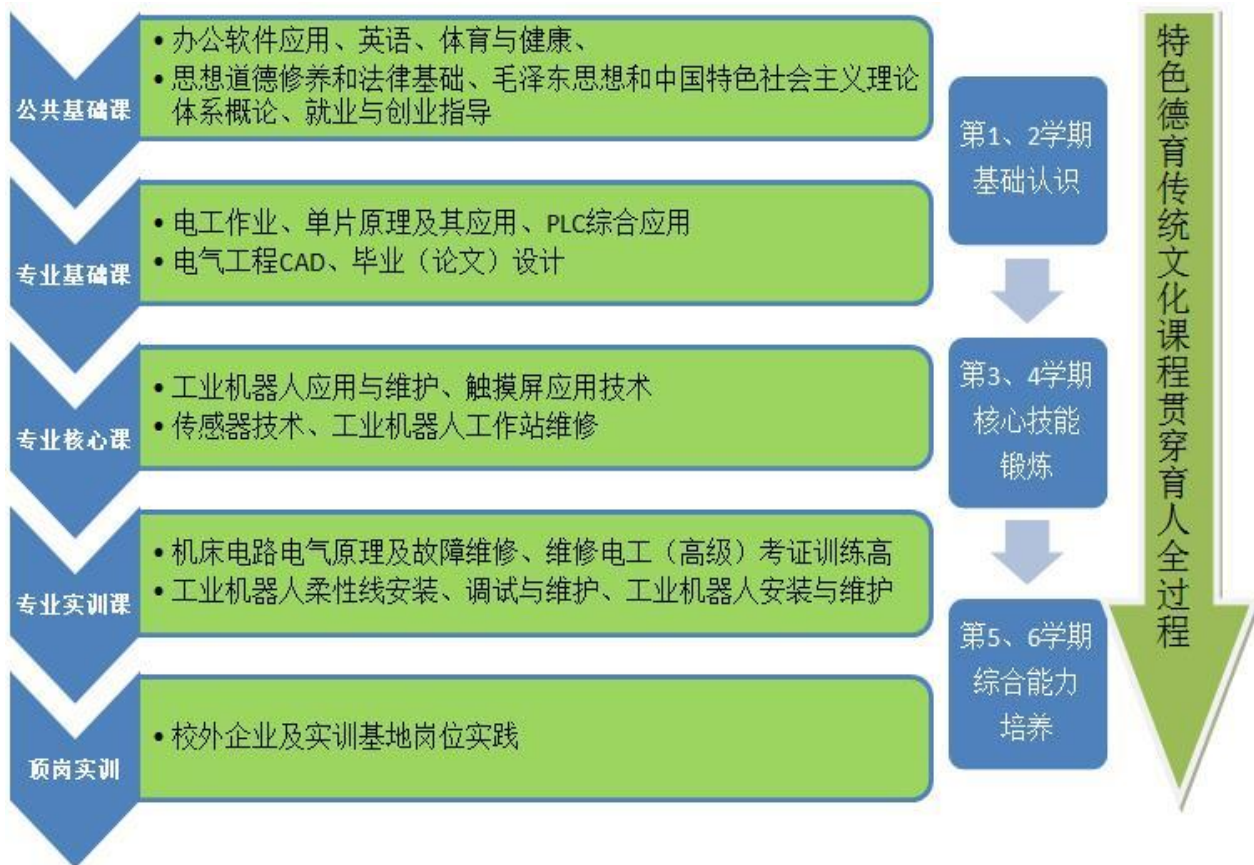 公共基础课
• 办公软件应用、英语、体育与健康、
• 思想道德修养和法律基础、毛泽东思想和中国特色社会主义理论
体系概论、就业与创业指导
专业基础课
• 电工作业、单片原理及其应用、PLC综合应用
• 电气工程CAD、毕业（论文）设计
专业核心课
• 工业机器人应用与维护、触摸屏应用技术
• 传感器技术、工业机器人工作站维修
专业实训课
• 机床电路电气原理及故障维修、维修电工（高级）考证训练高
• 工业机器人柔性线安装、调试与维护、工业机器人安装与维护
顶岗实训
• 校外企业及实训基地岗位实践
第1、2学期
基础认识
第3、4学期
核心技能
锻炼
第5、6学期
综合能力
培养
特色德育传统文化课程贯穿育人全过程